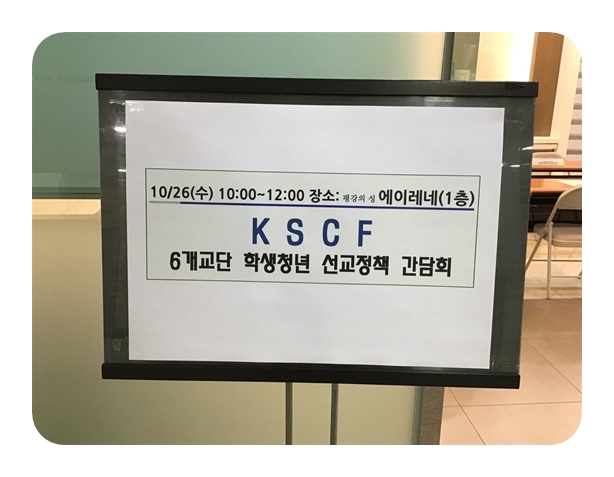 10/26(수) 10:00~12:00 장소: 평강의 성 에이레네(1층)
K S C F
6개교단 학생청년 선교정책 간담회